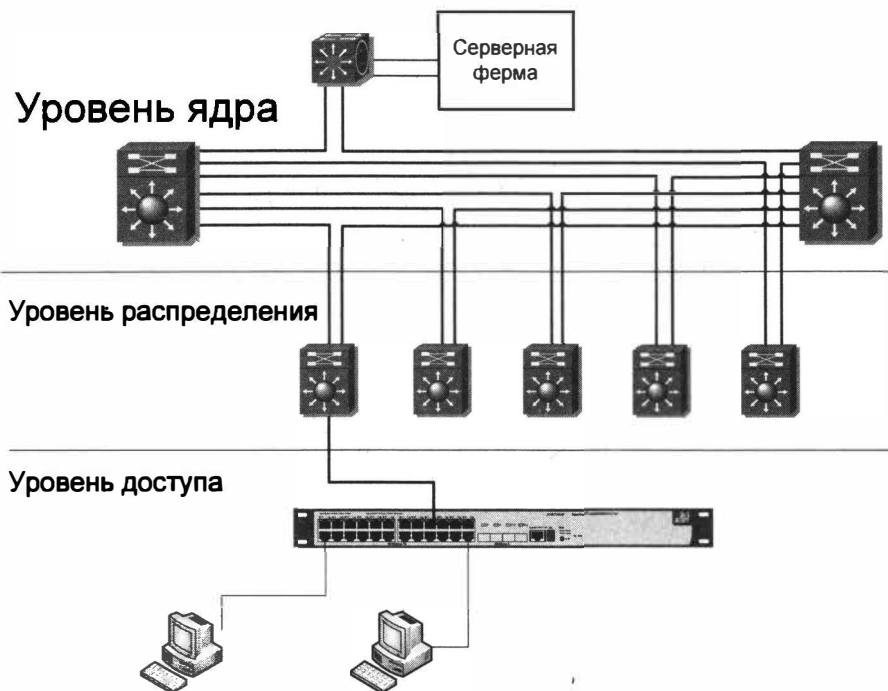 Серверная
ферма
Уровень ядра
Уровень распределения
Уровень доступа